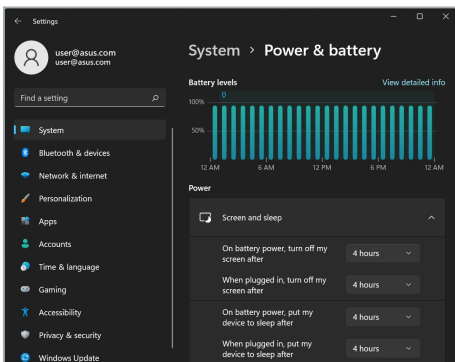 Settings
user@asus.com
user@asus.com
Find a setting
System
Bluetooth & devices
Network & internet
Personalization
Apps
Accounts
Time & language
Gaming
Accessibility
Privacy & security
Windows Update
System > Power & battery
Battery levels
View detailed info
100%
50%
12 AM 6 AM 12 PM 6 PM 12 AM
Power
Screen and sleep
On battery power, turn off my
screen after
4 hours
When plugged in, turn off my
screen after
4 hours
On battery power, put my
device to sleep after
4 hours
When plugged in, put my
device to sleep after
4 hours